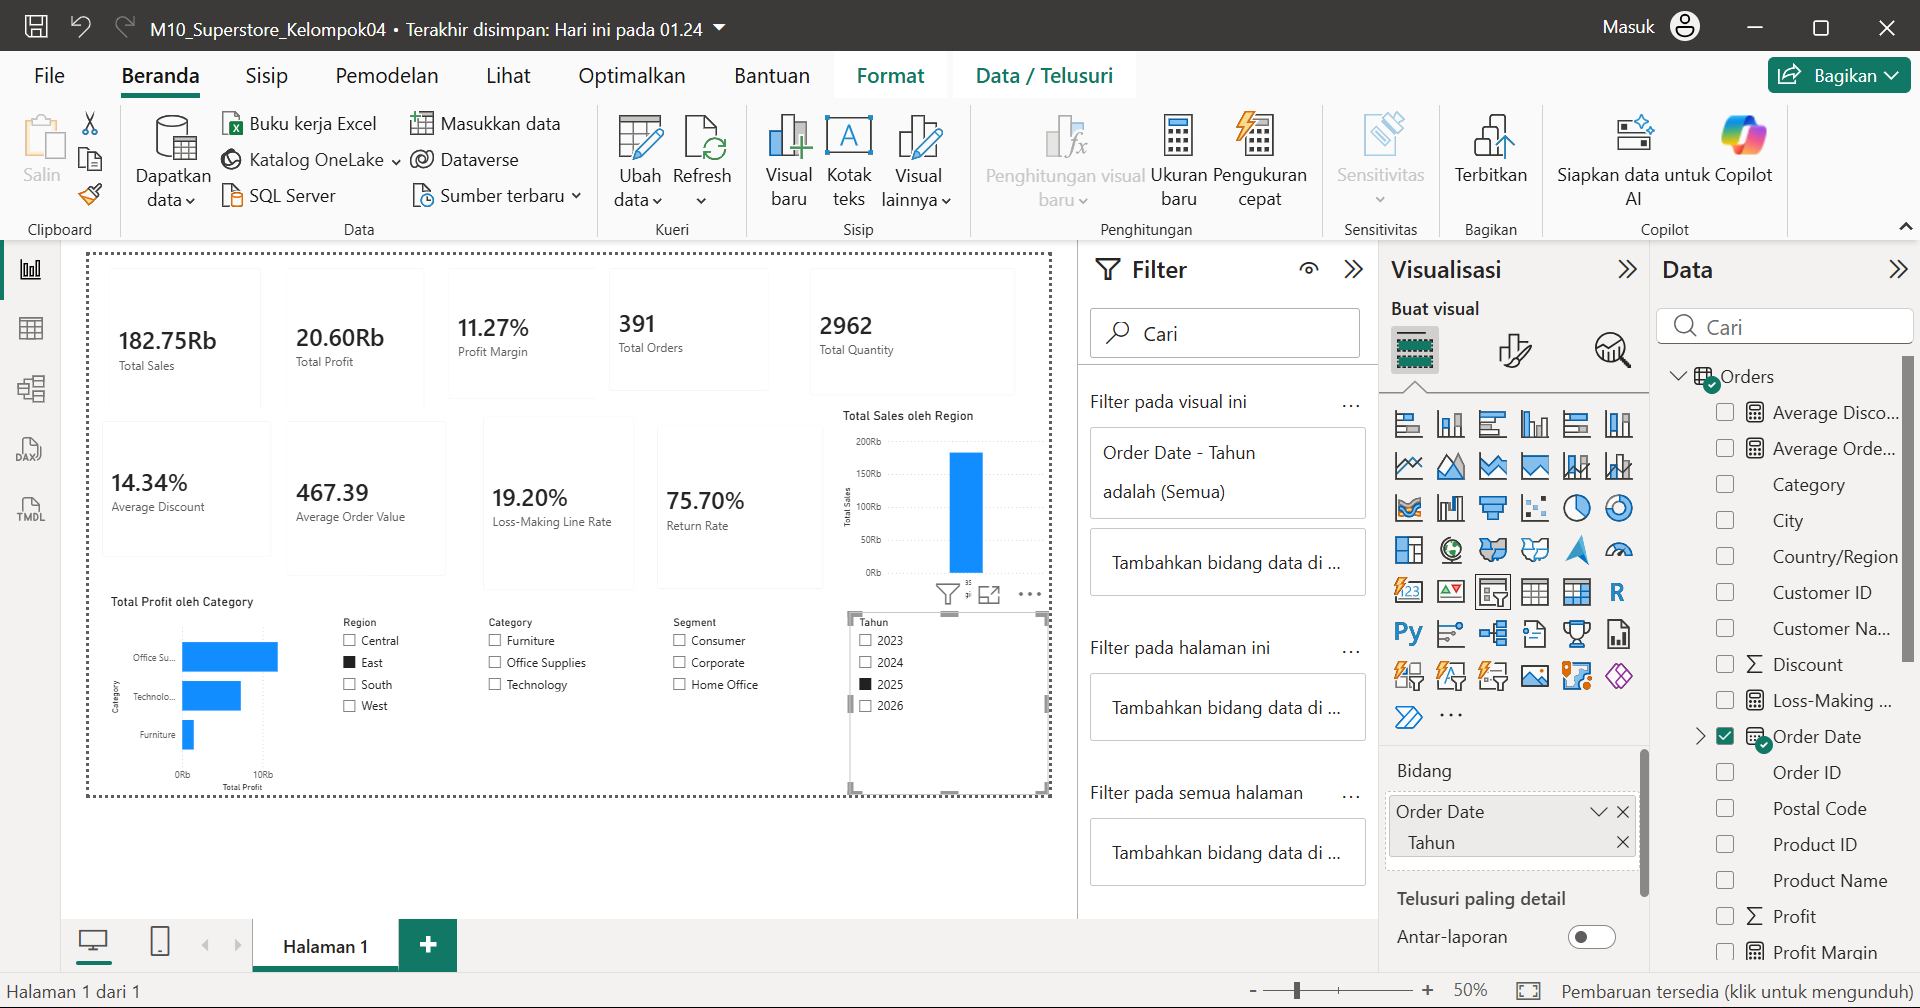 M10_Superstore_Kelompok04 • Terakhir disimpan: Hari ini pada 01.24
Masuk
File
Beranda
Sisip
Pemodelan
Lihat
Optimalkan
Bantuan
Format
Data / Telusuri
Bagikan
Salin
Clipboard
Dapatkan data
Buku kerja Excel
Katalog OneLake
SQL Server
Masukkan data
Dataverse
Sumber terbaru
Data
Ubah data
Refresh
Kueri
Visual baru
Kotak teks
Visual lainnya
Sisip
Penghitungan visual baru
Ukuran baru
Pengukuran cepat
Penghitungan
Sensitivitas
Sensitivitas
Terbitkan
Bagikan
Siapkan data untuk AI
Copilot
Copilot
182.75Rb
Total Sales
20.60Rb
Total Profit
11.27%
Profit Margin
391
Total Orders
2962
Total Quantity
14.34%
Average Discount
467.39
Average Order Value
19.20%
Loss-Making Line Rate
75.70%
Return Rate
Total Sales oleh Region
Total Sales
200Rb
150Rb
100Rb
50Rb
0Rb
Total Profit oleh Category
Category
Office Su...
Technolo...
Furniture
0Rb
10Rb
Total Profit
Region
Central
East
South
West
Category
Furniture
Office Supplies
Technology
Segment
Consumer
Corporate
Home Office
Tahun
2023
2024
2025
2026
Filter
Cari
Filter pada visual ini
...
Order Date - Tahun
adalah (Semua)
Tambahkan bidang data di ...
Filter pada halaman ini
...
Tambahkan bidang data di ...
Filter pada semua halaman
...
Tambahkan bidang data di ...
Visualisasi
Buat visual
123
R
Py
...
Bidang
Order Date
Tahun
Telusuri paling detail
Antar-laporan
Data
Cari
Orders
Average Disco...
Average Orde...
Category
City
Country/Region
Customer ID
Customer Na...
Discount
Loss-Making ...
Order Date
Order ID
Postal Code
Product ID
Product Name
Profit
Profit Margin
DAX
TMDL
Halaman 1
Halaman 1 dari 1
- + 50%
Pembaruan tersedia (klik untuk mengunduh)